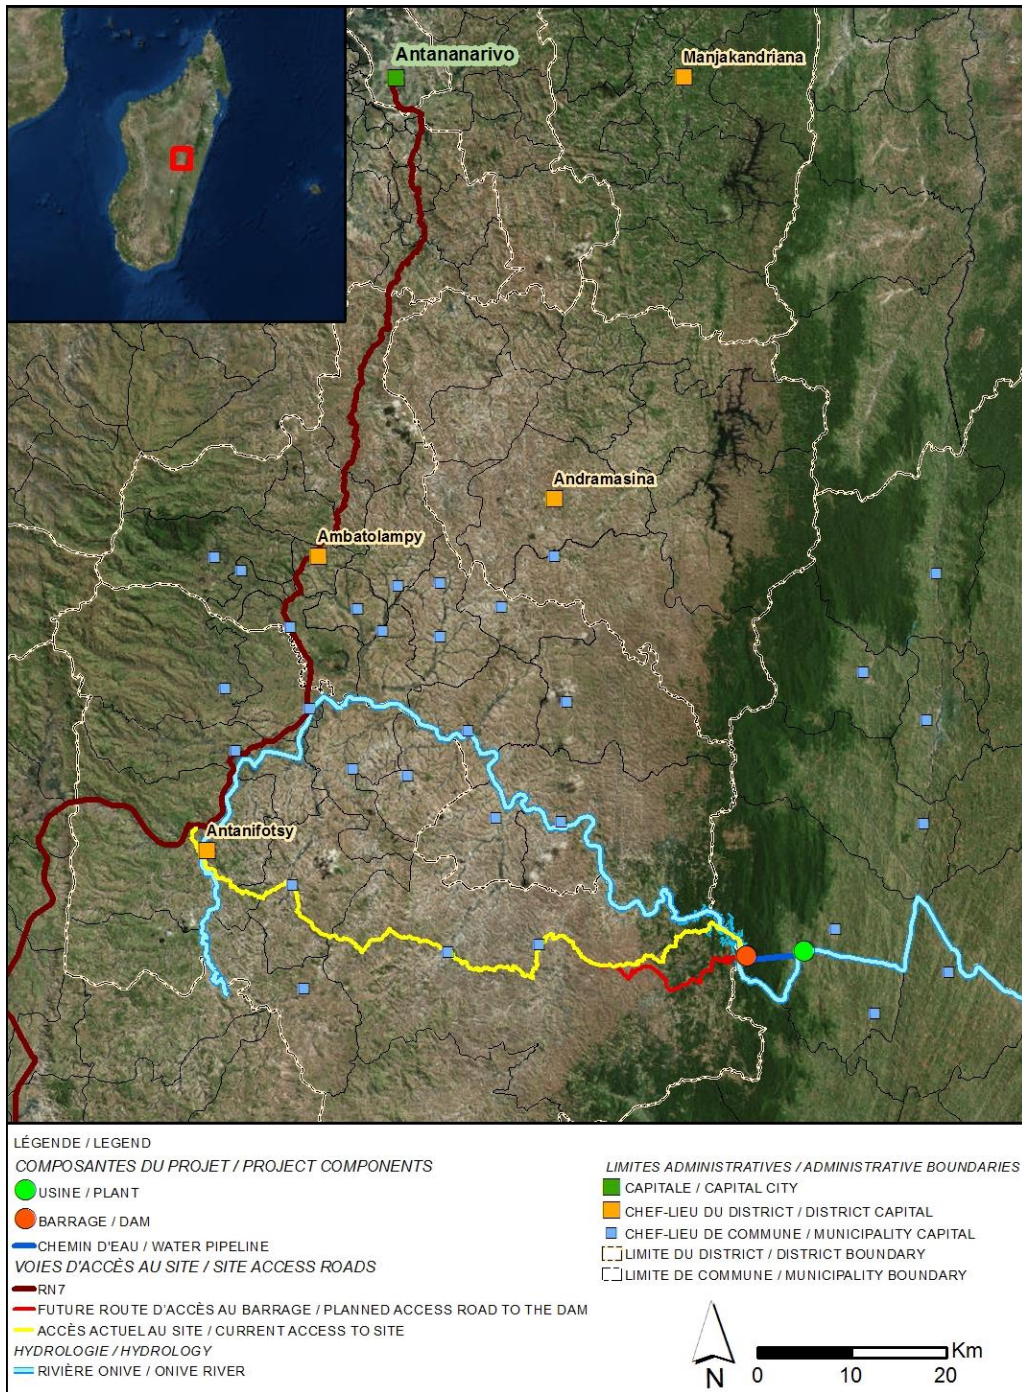 Antananarivo
Manjakandriana
Andramasina
Ambatolampy
Antanifotsy
LÉGENDE / LEGEND
COMPOSANTES DU PROJET / PROJECT COMPONENTS
USINE / PLANT
BARRAGE / DAM
CHEMIN D'EAU / WATER PIPELINE
VOIES D'ACCÈS AU SITE / SITE ACCESS ROADS
RN7
FUTURE ROUTE D'ACCÈS AU BARRAGE / PLANNED ACCESS ROAD TO THE DAM
ACCÈS ACTUEL AU SITE / CURRENT ACCESS TO SITE
HYDROLOGIE / HYDROLOGY
RIVIÈRE ONIVE / ONIVE RIVER
LIMITES ADMINISTRATIVES / ADMINISTRATIVE BOUNDARIES
CAPITALE / CAPITAL CITY
CHEF-LIEU DU DISTRICT / DISTRICT CAPITAL
CHEF-LIEU DE COMMUNE / MUNICIPALITY CAPITAL
LIMITE DU DISTRICT / DISTRICT BOUNDARY
LIMITE DE COMMUNE / MUNICIPALITY BOUNDARY
N
Km
0 10 20